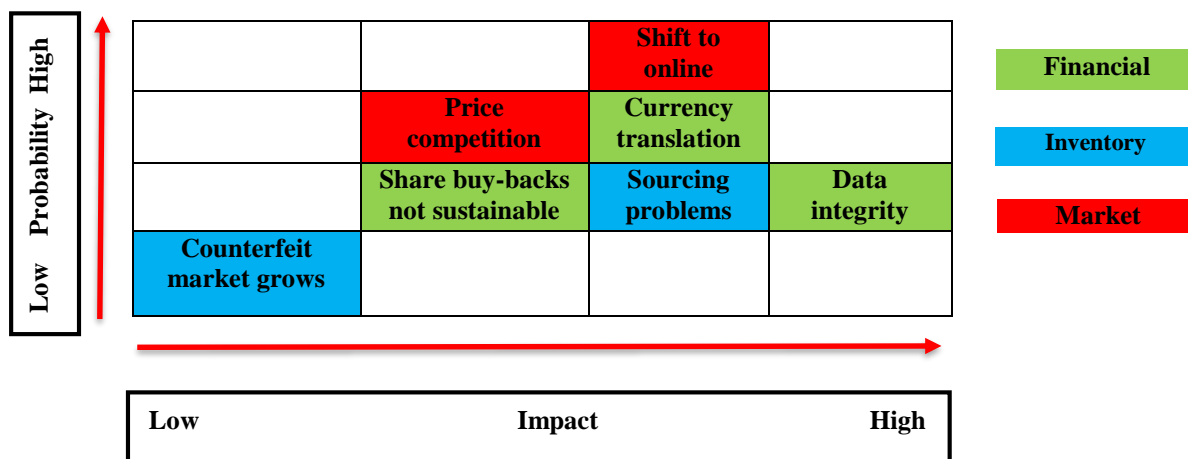 Low Probability High
Shift to
online
Price
competition
Currency
translation
Share buy-backs
not sustainable
Sourcing
problems
Data
integrity
Counterfeit
market grows
Financial
Inventory
Market
Low Impact High